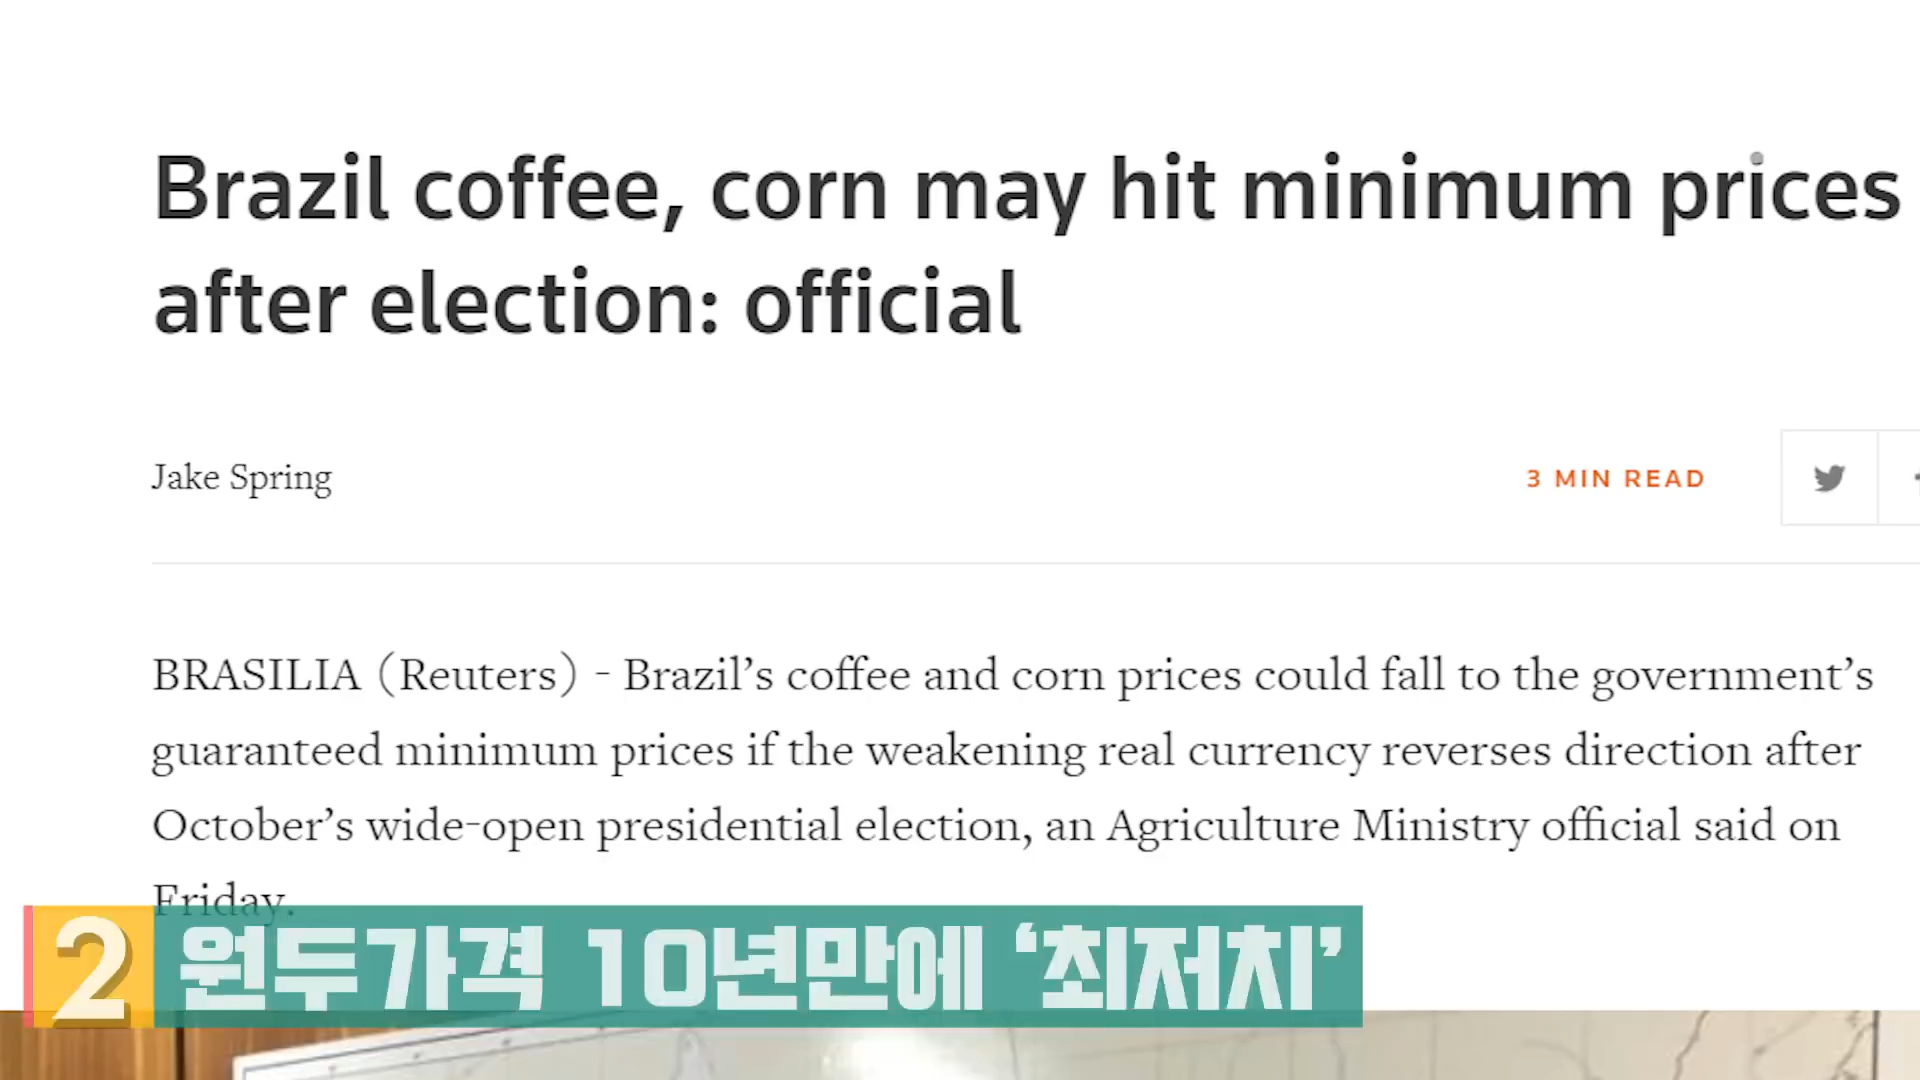 Brazil coffee, corn may hit minimum prices
after election: official
Jake Spring
3 MIN READ
BRASILIA (Reuters) - Brazil’s coffee and corn prices could fall to the government’s
guaranteed minimum prices if the weakening real currency reverses direction after
October’s wide-open presidential election, an Agriculture Ministry official said on
Friday.
2 원두가격 10년만에 ‘최저치’